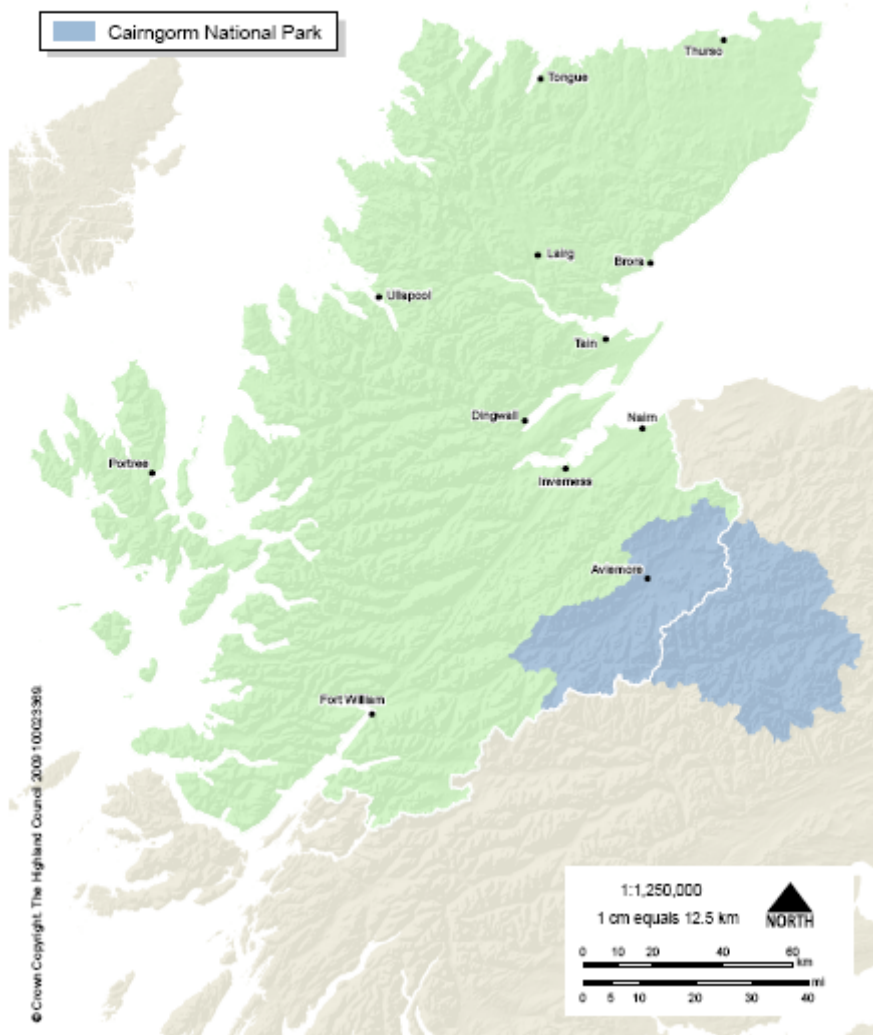 Cairngorm National Park
Thurso
Tongue
Lairg
Brora
Ullapool
Tain
Dingwall
Nairn
Portree
Inverness
Aviemore
Fort William
© Crown Copyright. The Highland Council 2009 100023369.
1:1,250,000
1 cm equals 12.5 km
NORTH
0 10 20 40 60
km
mi
0 5 10 20 30 40